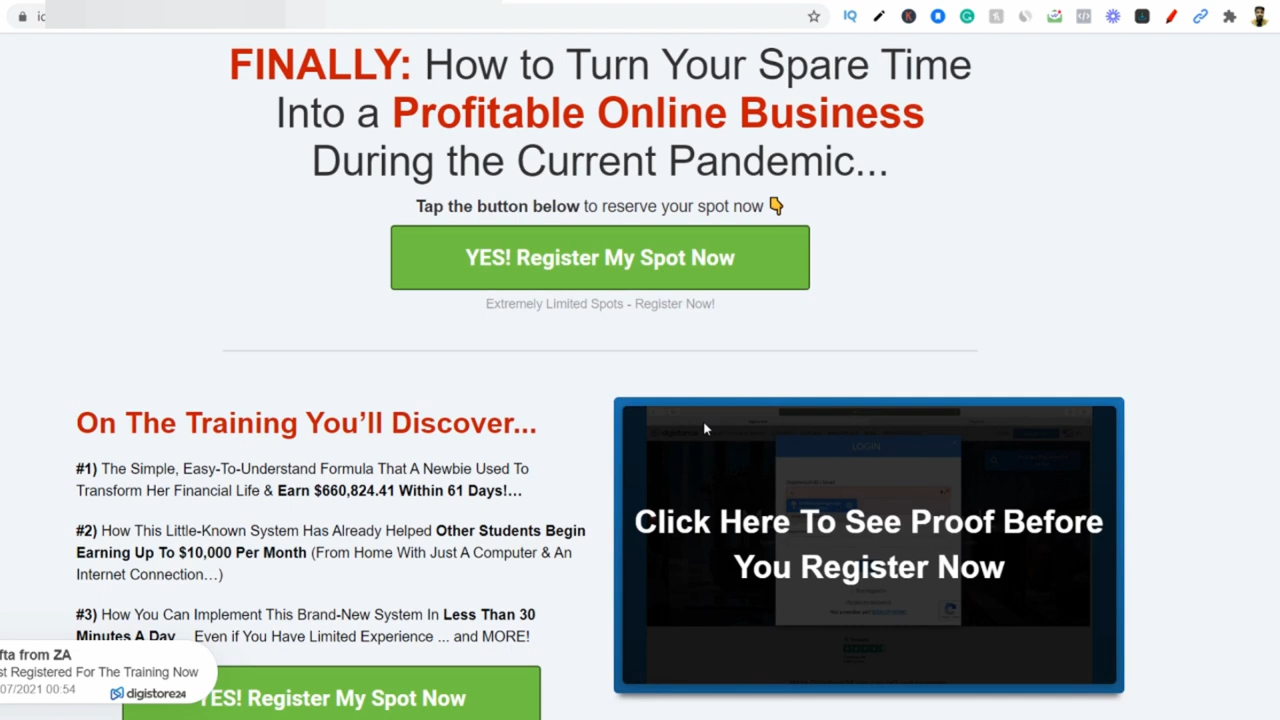 FINALLY: How to Turn Your Spare Time
Into a Profitable Online Business
During the Current Pandemic...
Tap the button below to reserve your spot now 👇
YES! Register My Spot Now
Extremely Limited Spots - Register Now!
On The Training You’ll Discover...
#1) The Simple, Easy-To-Understand Formula That A Newbie Used To
Transform Her Financial Life & Earn $660,824.41 Within 61 Days!…
#2) How This Little-Known System Has Already Helped Other Students Begin
Earning Up To $10,000 Per Month (From Home With Just A Computer & An
Internet Connection…)
#3) How You Can Implement This Brand-New System In Less Than 30
Minutes A Day Even if You Have Limited Experience ... and MORE!
LOGIN
Click Here To See Proof Before
You Register Now
from ZA
Registered For The Training Now
07/2021 00:54
digistore24
YES! Register My Spot Now